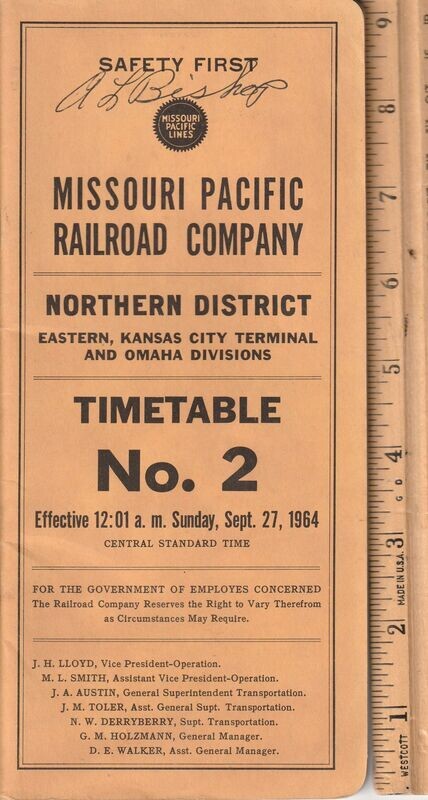 SAFETY FIRST
A L Bishop
MISSOURI
PACIFIC
LINES
MISSOURI PACIFIC
RAILROAD COMPANY
NORTHERN DISTRICT
EASTERN, KANSAS CITY TERMINAL
AND OMAHA DIVISIONS
TIMETABLE
No. 2
Effective 12:01 a. m. Sunday, Sept. 27, 1964
CENTRAL STANDARD TIME
FOR THE GOVERNMENT OF EMPLOYES CONCERNED
The Railroad Company Reserves the Right to Vary Therefrom
as Circumstances May Require.
J. H. LLOYD, Vice President-Operation.
M. L. SMITH, Assistant Vice President-Operation.
J. A. AUSTIN, General Superintendent Transportation.
J. M. TOLER, Asst. General Supt. Transportation.
N. W. DERRYBERRY, Supt. Transportation.
G. M. HOLZMANN, General Manager.
D. E. WALKER, Asst. General Manager.
WESTCOTT
1
2
MADE IN U.S.A.
3
4
5
6
7
8
9